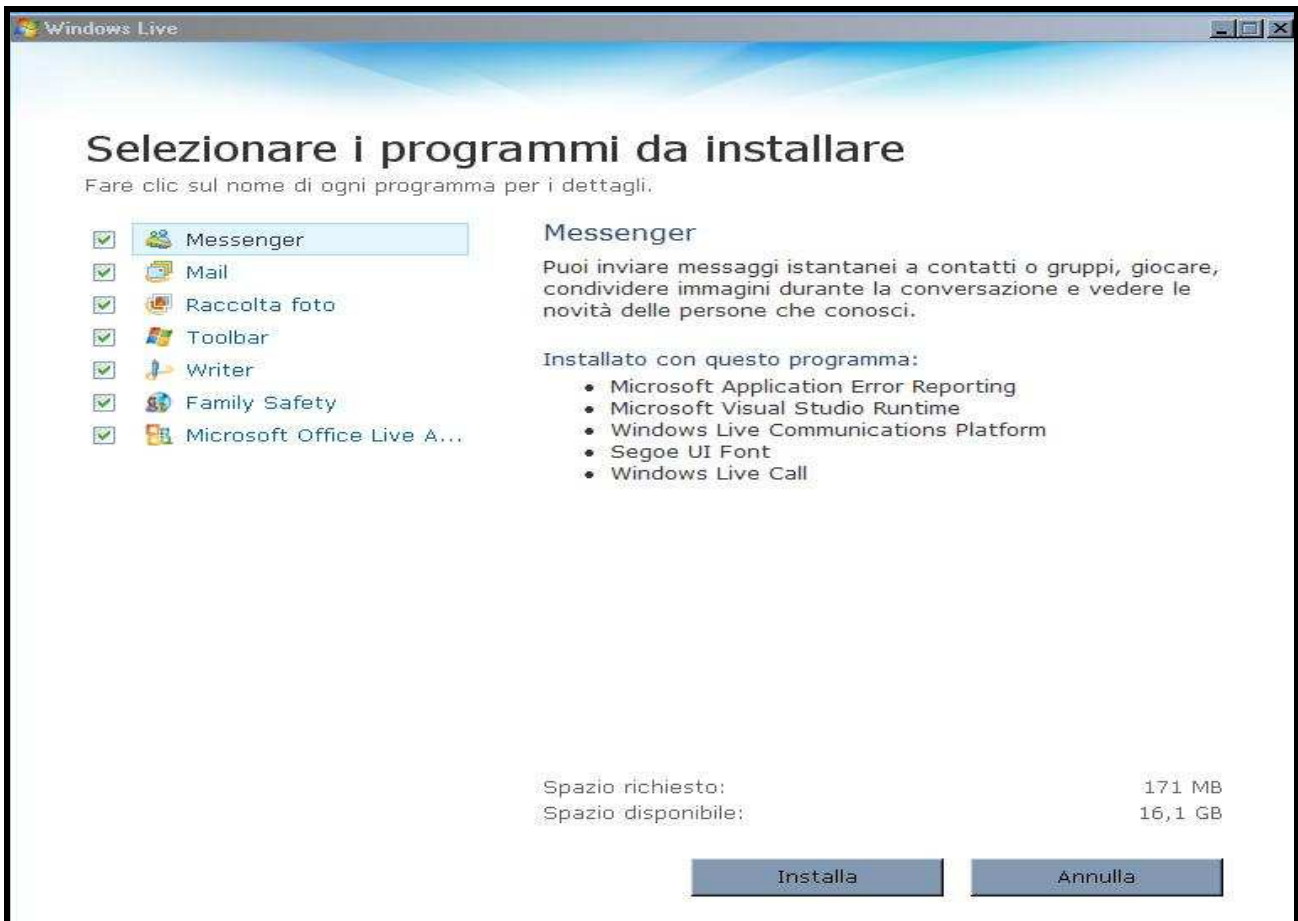 Windows Live
Selezionare i programmi da installare
Fare clic sul nome di ogni programma per i dettagli.
Messenger
Mail
Raccolta foto
Toolbar
Writer
Family Safety
Microsoft Office Live A...
Messenger
Puoi inviare messaggi istantanei a contatti o gruppi, giocare,
condividere immagini durante la conversazione e vedere le
novità delle persone che conosci.
Installato con questo programma:
• Microsoft Application Error Reporting
• Microsoft Visual Studio Runtime
• Windows Live Communications Platform
• Segoe UI Font
• Windows Live Call
Spazio richiesto: 171 MB
Spazio disponibile: 16,1 GB
Installa Annulla